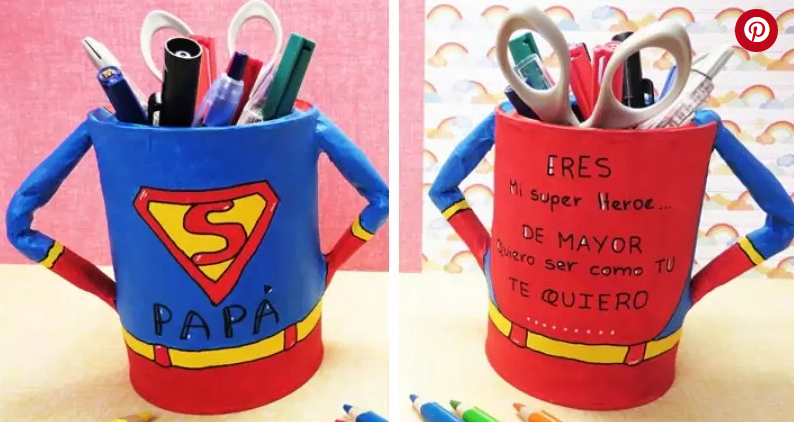 S
PAPÁ
ERES
Mi super Heroe...
DE MAYOR
Quiero ser como TU
TE QUIERO
.........